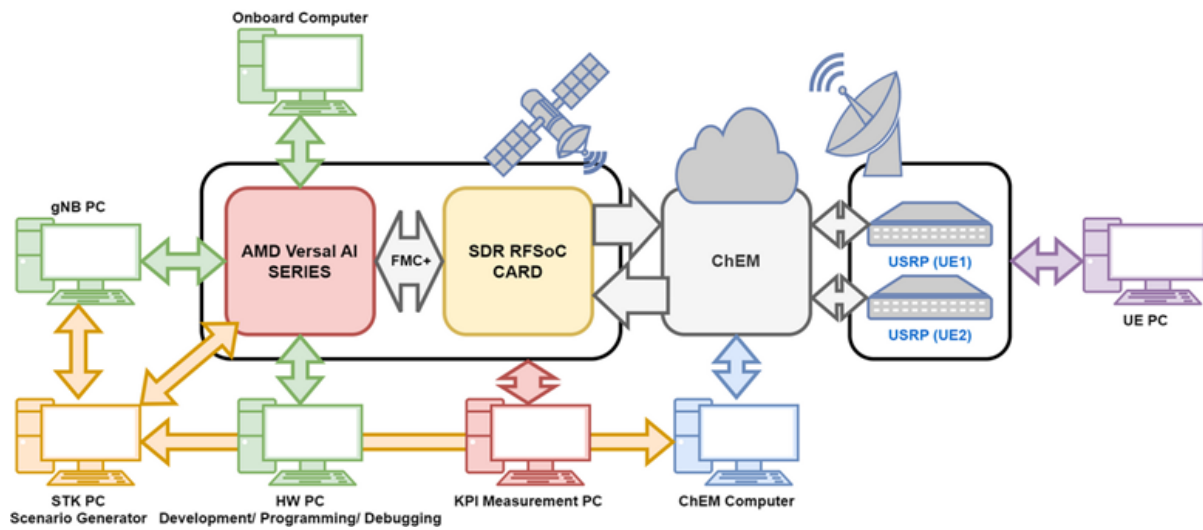 Onboard Computer
gNB PC
AMD Versal AI
SERIES
FMC+
SDR RFSoC
CARD
ChEM
USRP (UE1)
USRP (UE2)
UE PC
STK PC
Scenario Generator
HW PC
Development/ Programming/ Debugging
KPI Measurement PC
ChEM Computer